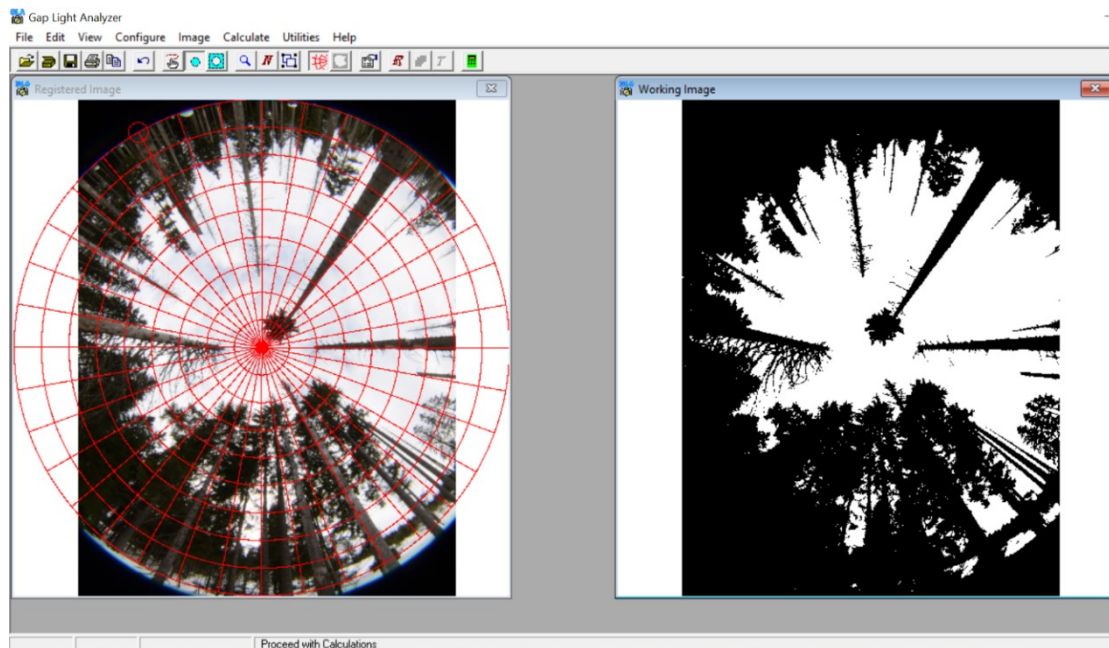 Gap Light Analyzer
File Edit View Configure Image Calculate Utilities Help
Registered Image
Working Image
Proceed with Calculations